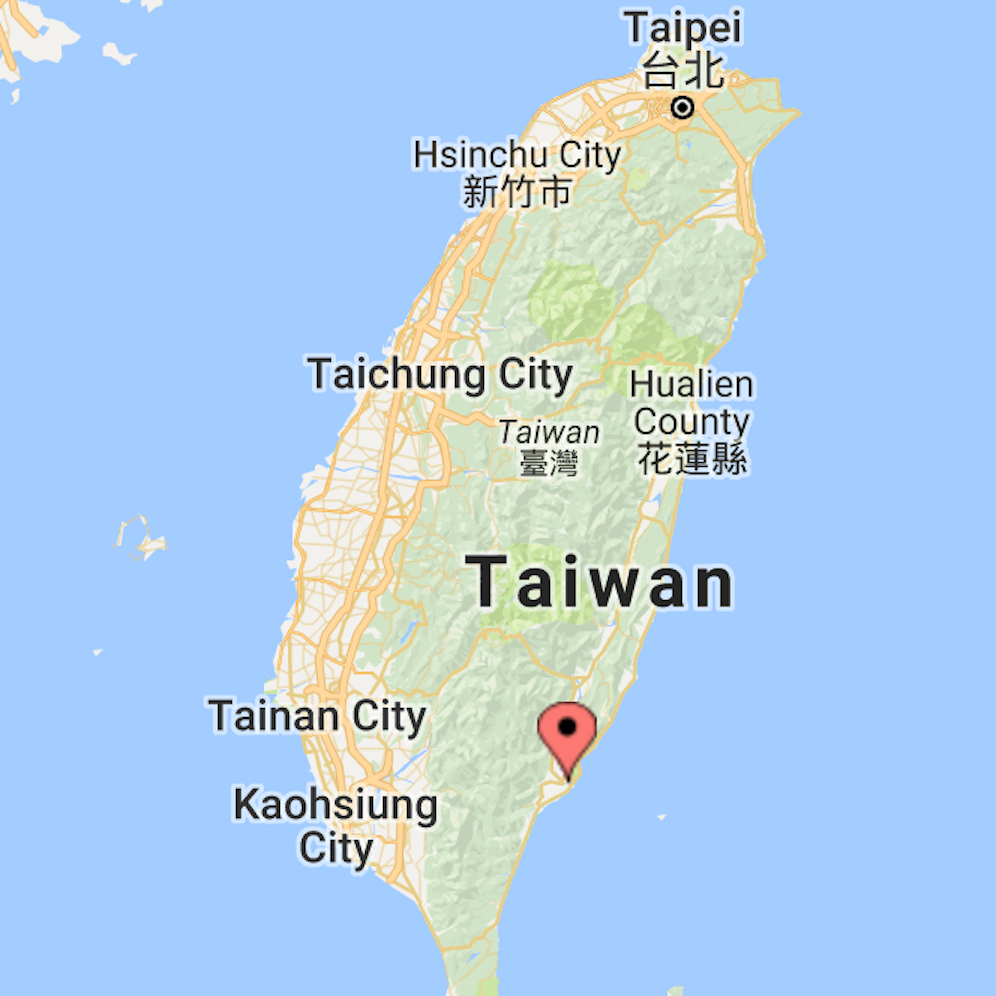 Taipei
台北
Hsinchu City
新竹市
Taichung City
Hualien
County
花蓮縣
Taiwan
臺灣
Taiwan
Tainan City
Kaohsiung
City